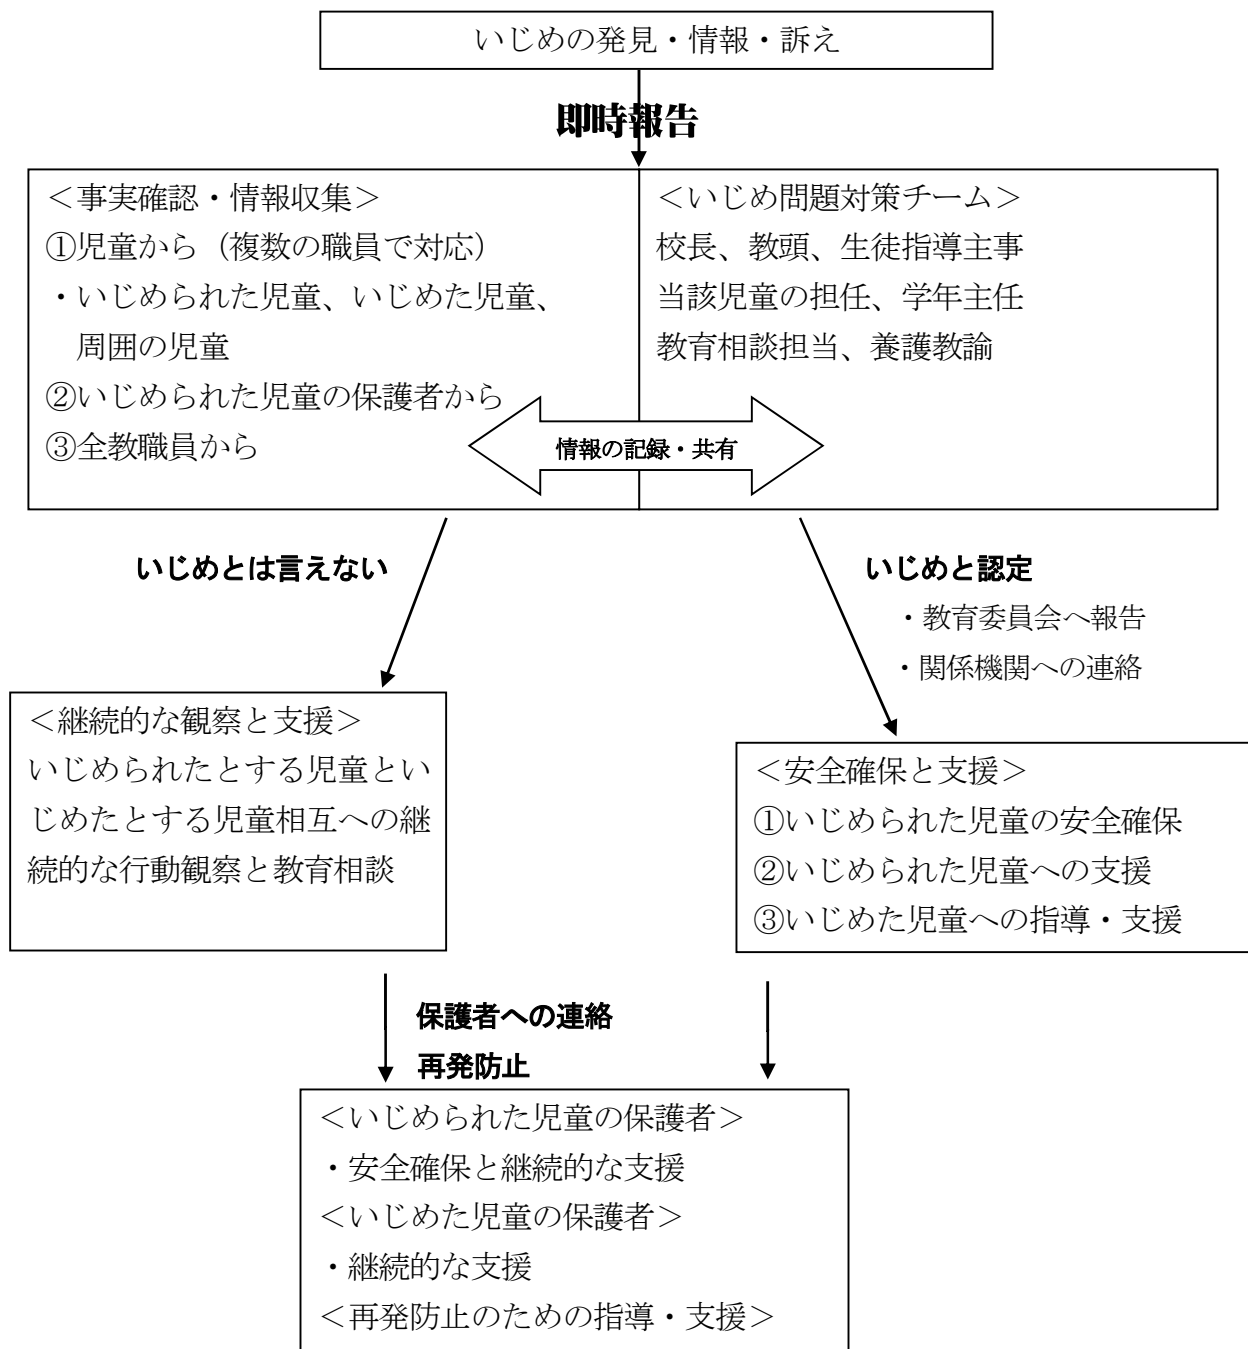 いじめの発見・情報・訴え
即時報告
＜事実確認・情報収集＞
①児童から（複数の職員で対応）
・いじめられた児童、いじめた児童、
周囲の児童
②いじめられた児童の保護者から
③全教職員から
＜いじめ問題対策チーム＞
校長、教頭、生徒指導主事
当該児童の担任、学年主任
教育相談担当、養護教諭
情報の記録・共有
いじめとは言えない
いじめと認定
・教育委員会へ報告
・関係機関への連絡
＜継続的な観察と支援＞
いじめられたとする児童とい
じめたとする児童相互への継
続的な行動観察と教育相談
＜安全確保と支援＞
①いじめられた児童の安全確保
②いじめられた児童への支援
③いじめた児童への指導・支援
保護者への連絡
再発防止
＜いじめられた児童の保護者＞
・安全確保と継続的な支援
＜いじめた児童の保護者＞
・継続的な支援
＜再発防止のための指導・支援＞